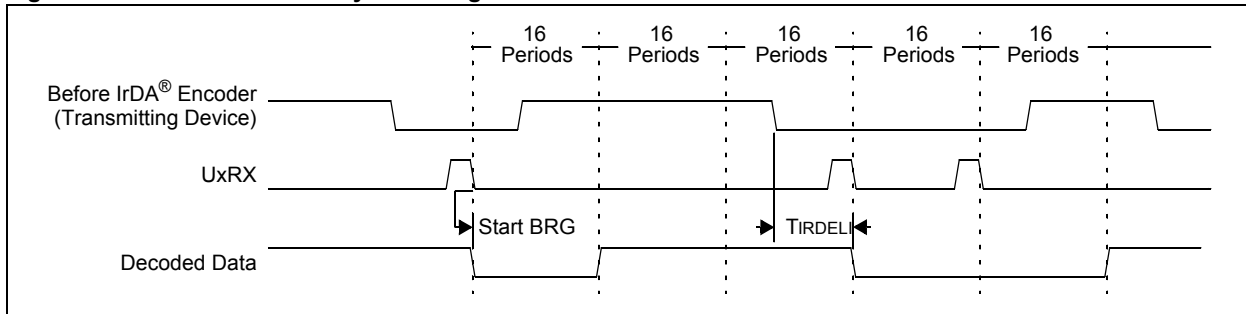 16 16 16 16 16
Periods Periods Periods Periods Periods
Before IrDA® Encoder
(Transmitting Device)
UxRX
Start BRG
TIRDELI
Decoded Data